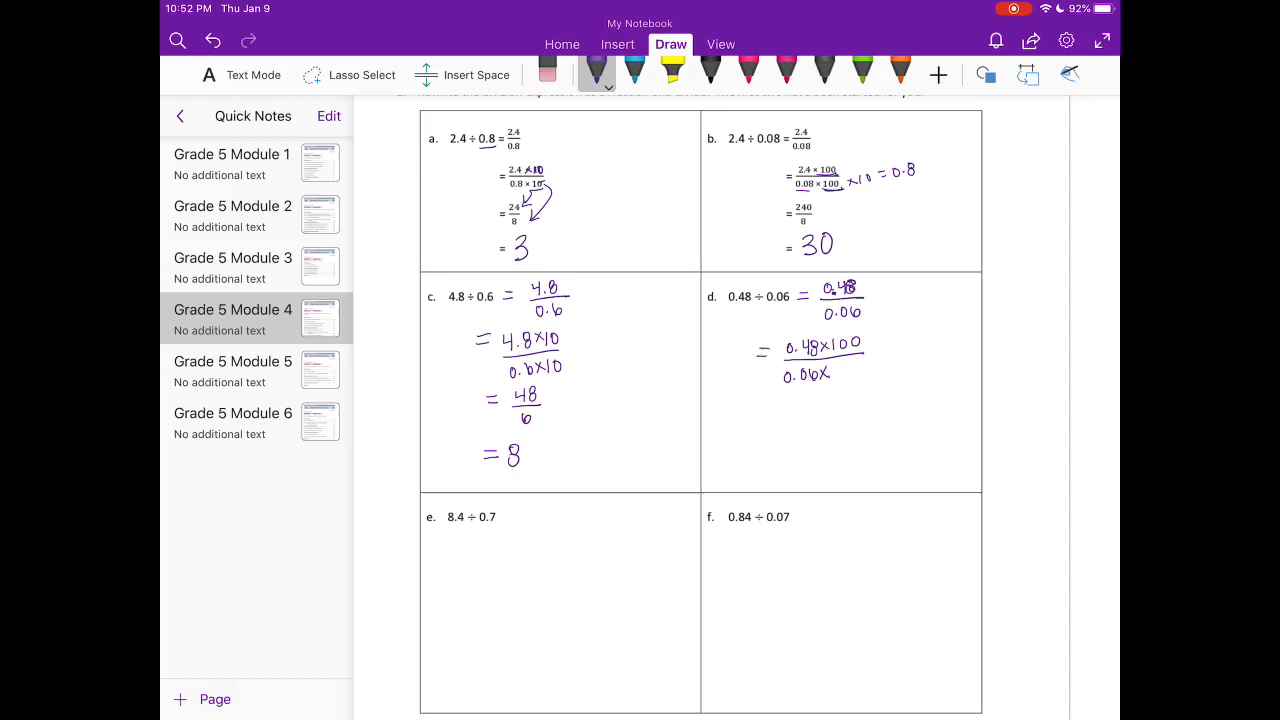 10:52 PM Thu Jan 9
92%
My Notebook
Home Insert Draw View
Text Mode Lasso Select Insert Space
Quick Notes Edit
Grade 5 Module 1
No additional text
Grade 5 Module 2
No additional text
Grade 5 Module 3
No additional text
Grade 5 Module 4
No additional text
Grade 5 Module 5
No additional text
Grade 5 Module 6
No additional text
+ Page
a. 2.4 ÷ 0.8 = 2.4/0.8
= 2.4 ×10 / 0.8 × 10
= 24/8
= 3
b. 2.4 ÷ 0.08 = 2.4/0.08
= 2.4 × 100 / 0.08 × 100 ×10 = 0.8
= 240/8
= 30
c. 4.8 ÷ 0.6 = 4.8/0.6
= 4.8×10 / 0.6×10
= 48/6
= 8
d. 0.48 ÷ 0.06 = 0.48/0.06
= 0.48×100 / 0.06×
e. 8.4 ÷ 0.7
f. 0.84 ÷ 0.07